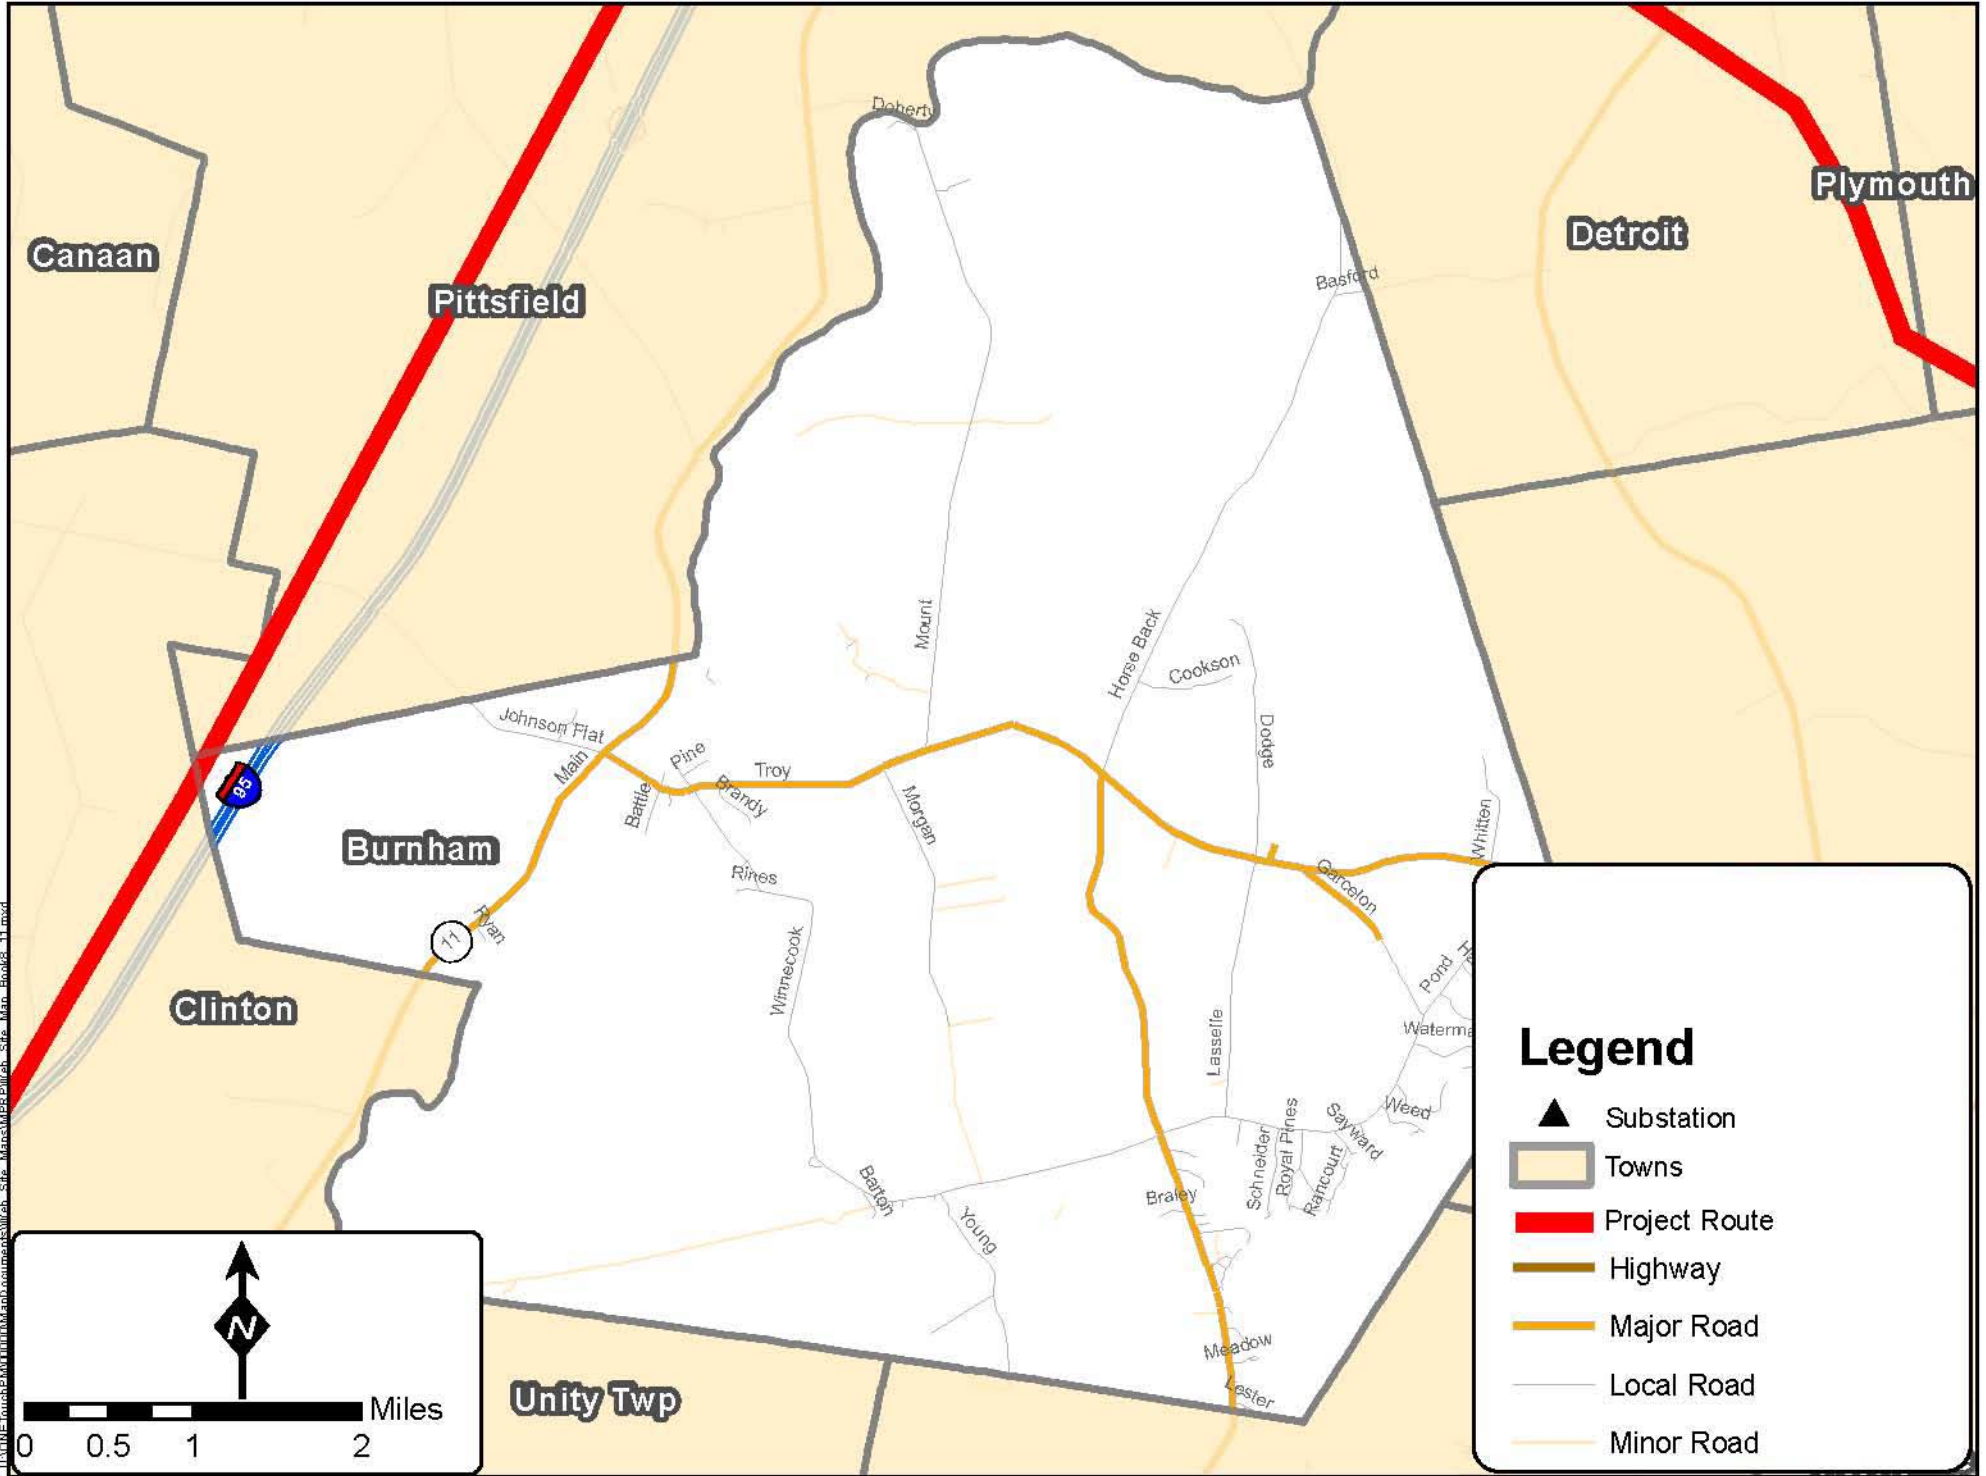 Doherty
Plymouth
Detroit
Canaan
Basford
Pittsfield
Mount
Horse Back
Cookson
Johnson Flat
Dodge
Main
Pine
Troy
95
Battle
Brandy
Morgan
Whitten
Burnham
Rines
Garcelon
Ryan
11
Winnecook
Pond
Clinton
Lasselle
Waterma
Weed
Sayward
Royal Pines
Schneider
Rancourt
Barton
Braley
Young
Meadow
Lester
Unity Twp
N
Miles
0 0.5 1 2
Legend
Substation
Towns
Project Route
Highway
Major Road
Local Road
Minor Road